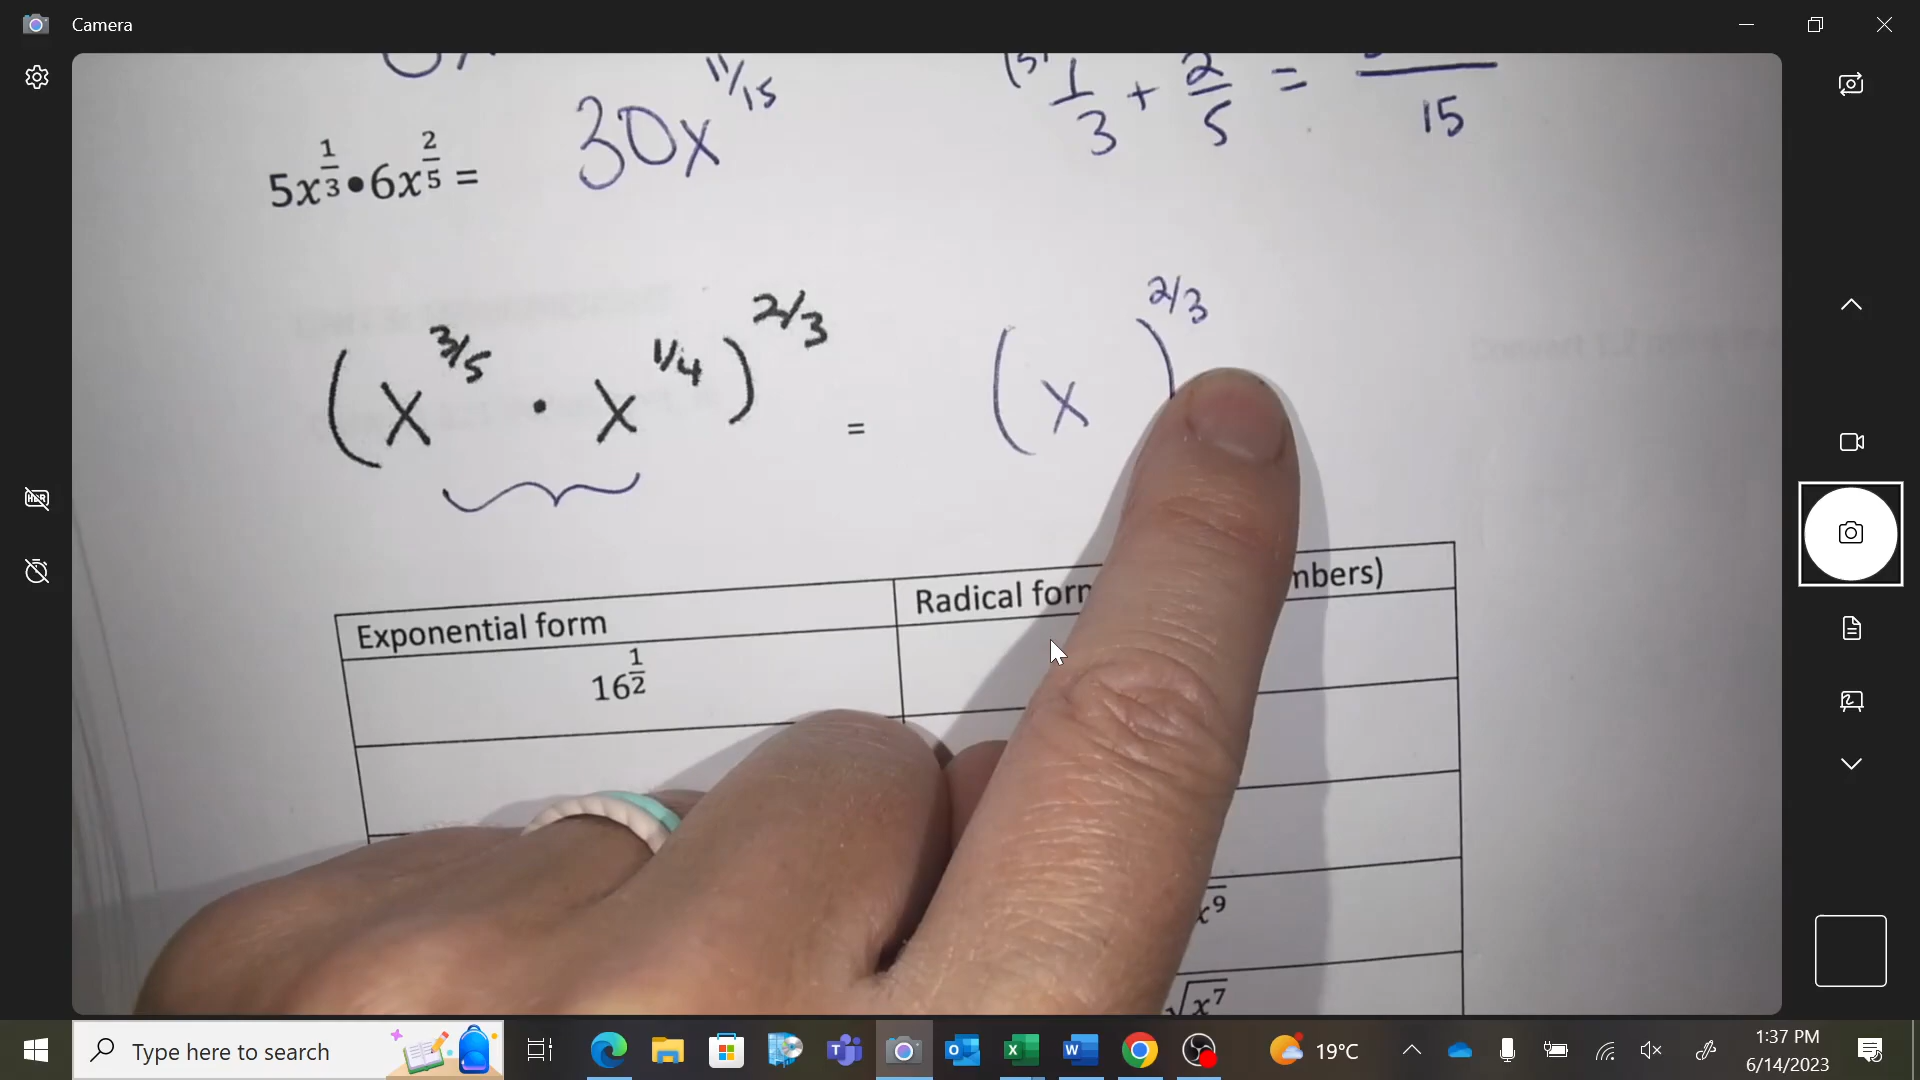 Camera
30x^11/15
1/3 + 2/5 = /15
5x^1/3•6x^2/5 =
(x^3/5 · x^1/4)^2/3 = (x)^2/3
Exponential form
Radical form
mbers)
16^1/2
x^9
√x^7
Type here to search
19°C
1:37 PM
6/14/2023